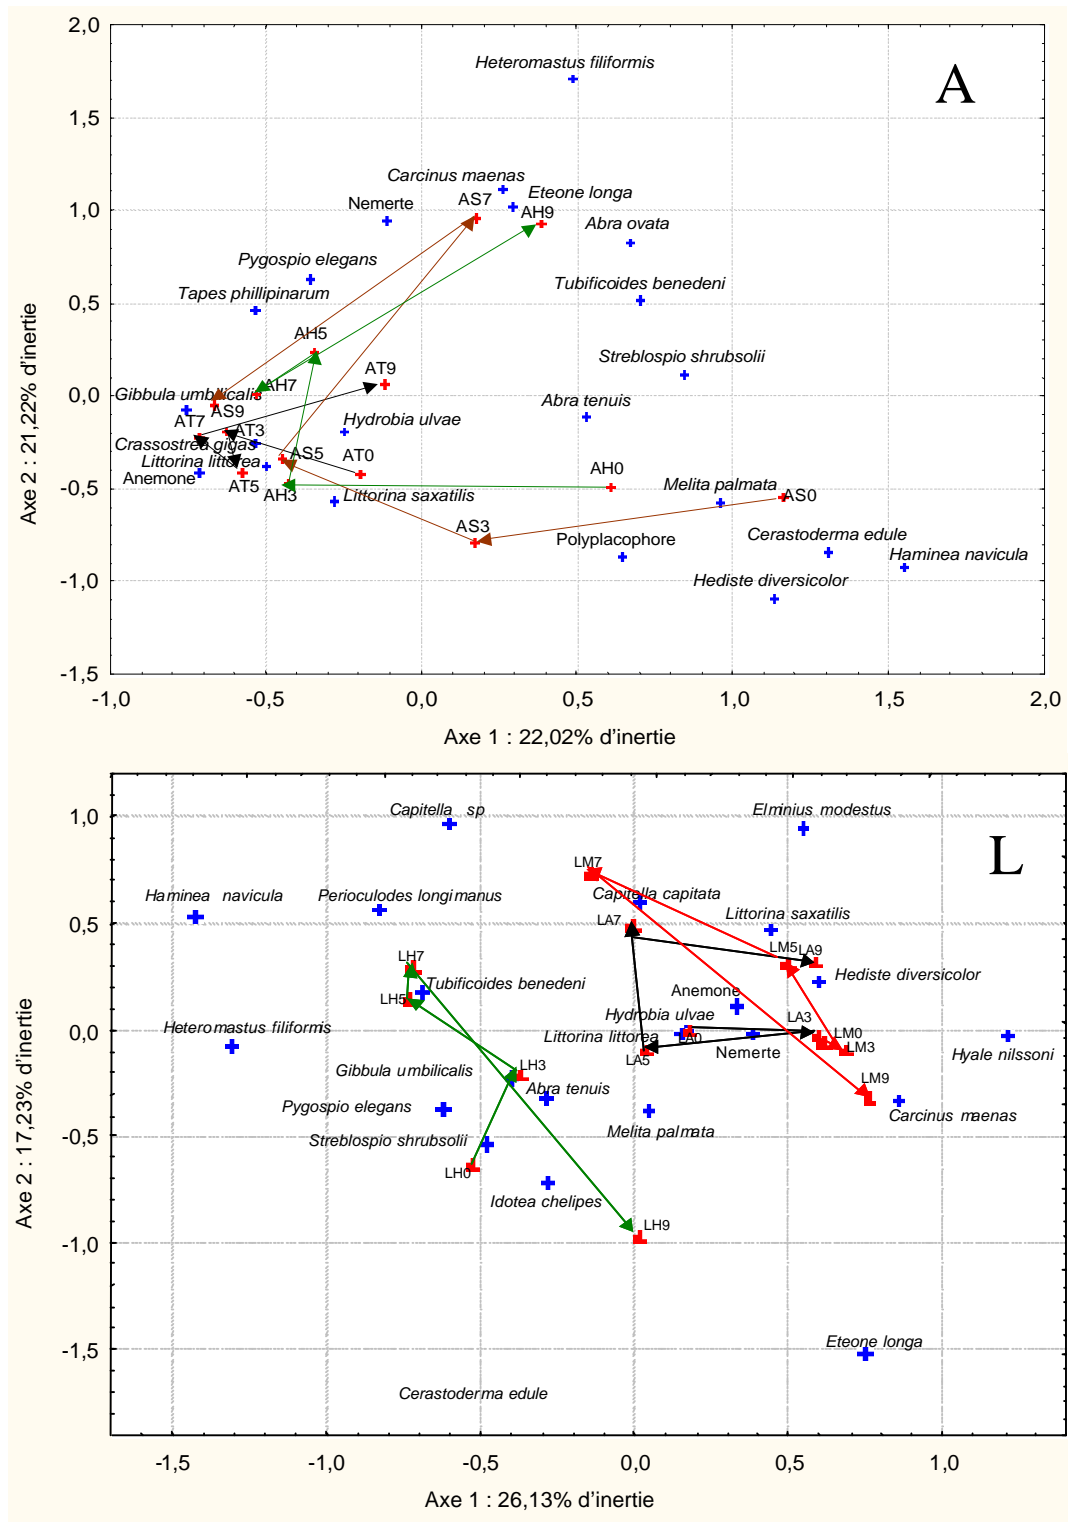 2,0
Heteromastus filiformis
A
1,5
Carcinus maenas
AS7
Eteone longa
Nemerte
AH9
1,0
Abra ovata
Pygospio elegans
Tubificoides benedeni
Tapes phillipinarum
0,5
AH5
Streblospio shrubsolii
AT9
Gibbula umbilicalis
AH7
0,0
Abra tenuis
AS9
AT7
AT3
Hydrobia ulvae
Crassostrea gigas
AS5
AT0
Littorina littorea
Anemone
AT5
AH3
Littorina saxatilis
AH0
Melita palmata
AS0
-0,5
AS3
Polyplacophore
Cerastoderma edule
Haminea navicula
Hediste diversicolor
-1,0
-1,5
-1,0
-0,5
0,0
0,5
1,0
1,5
2,0
Axe 2 : 21,22% d'inertie
Axe 1 : 22,02% d'inertie
Capitella sp
Elminius modestus
1,0
L
LM7
Haminea navicula
Perioculodes longimanus
Capitella capitata
Littorina saxatilis
0,5
LA7
LM5
LA9
LH7
Hediste diversicolor
Tubificoides benedeni
LH5
Anemone
Hydrobia ulvae
LA3
Heteromastus filiformis
0,0
Littorina littorea
A0
LM0
LM3
Nemerte
Hyale nilssoni
LA5
LH3
Gibbula umbilicalis
Abra tenuis
LM9
Pygospio elegans
Carcinus maenas
Melita palmata
Streblospio shrubsolii
-0,5
LH0
Idotea chelipes
LH9
-1,0
Eteone longa
-1,5
Cerastoderma edule
-1,5
-1,0
-0,5
0,0
0,5
1,0
Axe 2 : 17,23% d'inertie
Axe 1 : 26,13% d'inertie